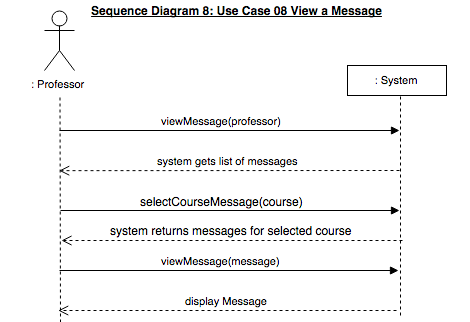 Sequence Diagram 8: Use Case 08 View a Message
: Professor
: System
viewMessage(professor)
system gets list of messages
selectCourseMessage(course)
system returns messages for selected course
viewMessage(message)
display Message